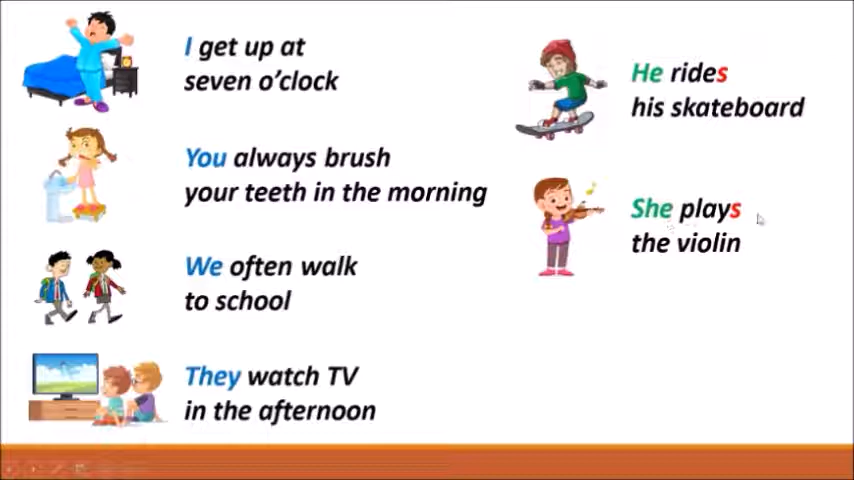 I get up at
seven o'clock
You always brush
your teeth in the morning
We often walk
to school
They watch TV
in the afternoon
He rides
his skateboard
She plays
the violin